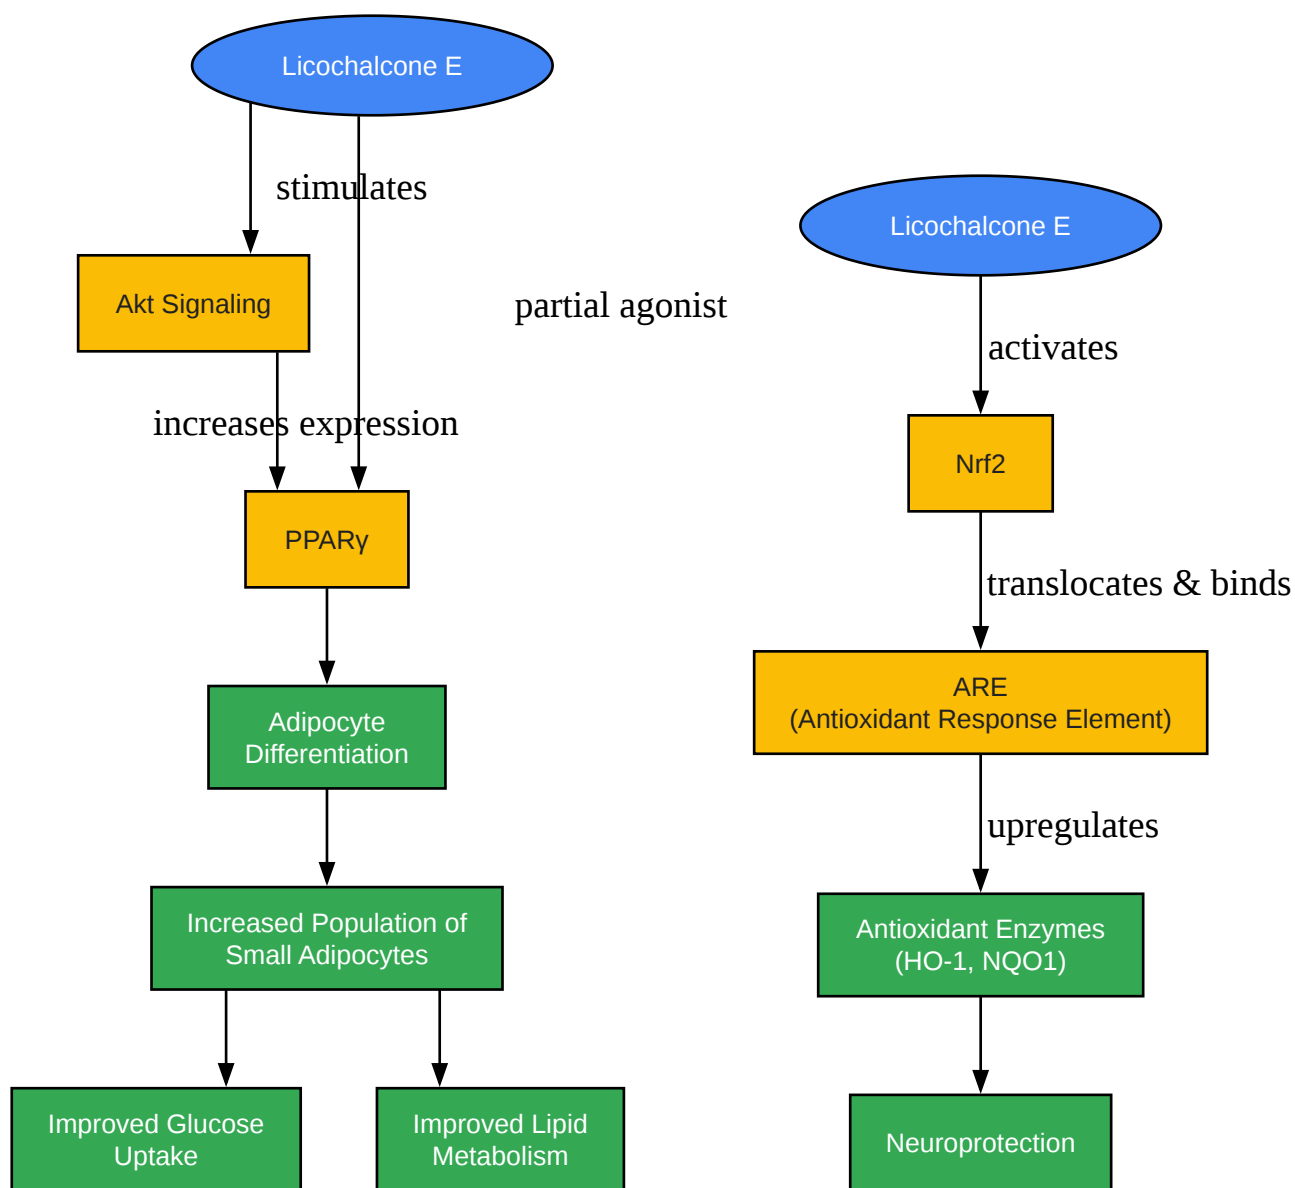 Licochalcone E
stimulates
partial agonist
Akt Signaling
increases expression
PPARγ
Adipocyte
Differentiation
Increased Population of
Small Adipocytes
Improved Glucose
Uptake
Improved Lipid
Metabolism
Licochalcone E
activates
Nrf2
translocates & binds
ARE
(Antioxidant Response Element)
upregulates
Antioxidant Enzymes
(HO-1, NQO1)
Neuroprotection